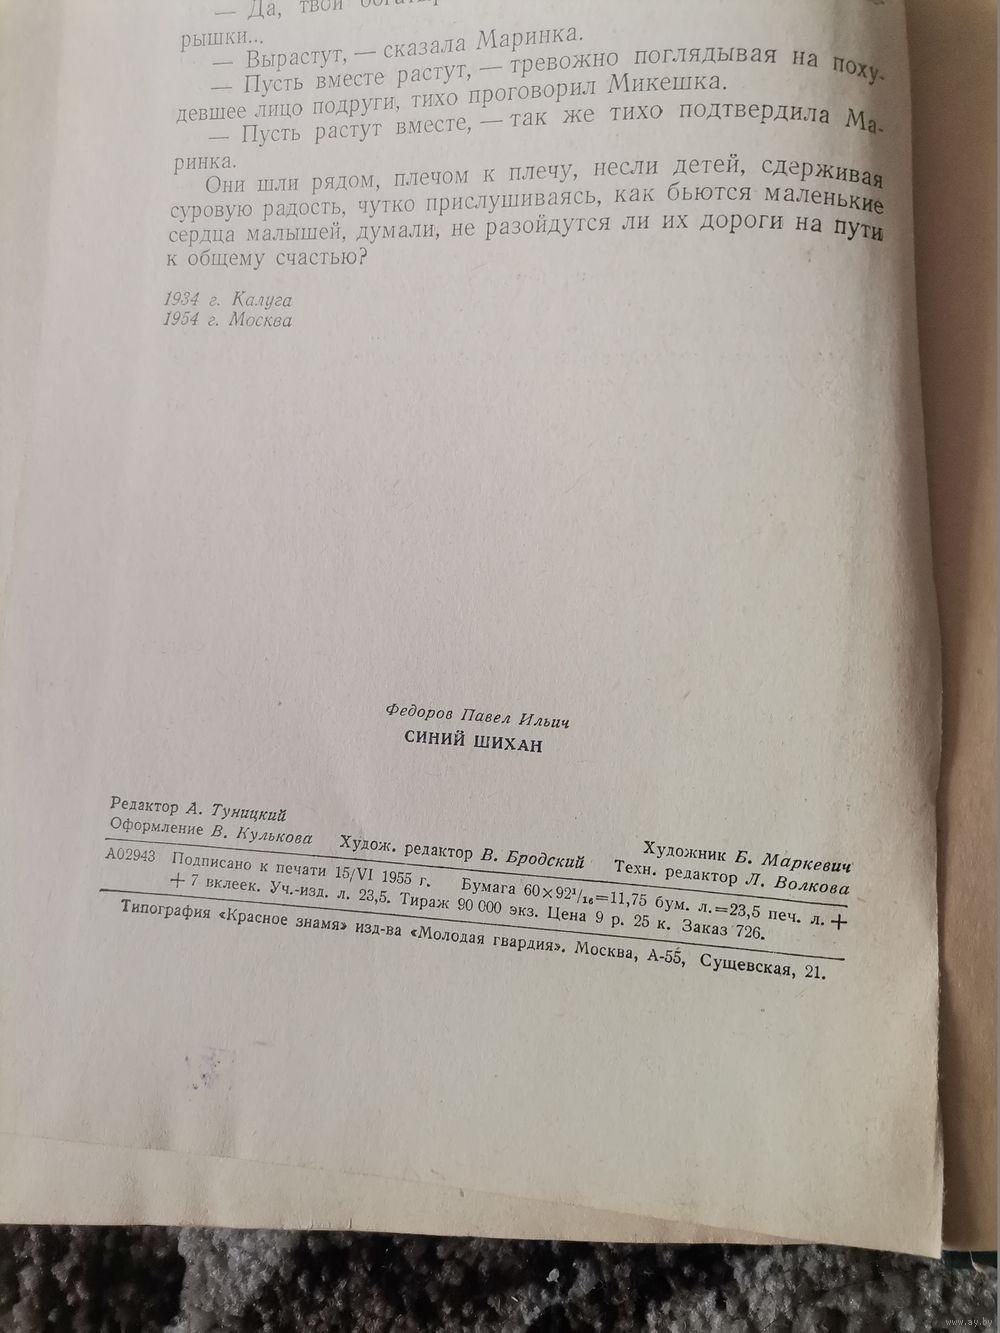 — Да, твой
рышки...
— Вырастут, — сказала Маринка.
— Пусть вместе растут, — тревожно поглядывая на поху-
девшее лицо подруги, тихо проговорил Микешка.
— Пусть растут вместе, — так же тихо подтвердила Ма-
ринка.
Они шли рядом, плечом к плечу, несли детей, сдерживая
суровую радость, чутко прислушиваясь, как бьются маленькие
сердца малышей, думали, не разойдутся ли их дороги на пути
к общему счастью?
1934 г. Калуга
1954 г. Москва
Федоров Павел Ильич
СИНИЙ ШИХАН
Редактор А. Туницкий
Художник Б. Маркевич
Оформление В. Кулькова Худож. редактор В. Бродский Техн. редактор Л. Волкова
А02943 Подписано к печати 15/VI 1955 г. Бумага 60×92¹/₁₆=11,75 бум. л.=23,5 печ. л. +
+ 7 вклеек. Уч.-изд. л. 23,5. Тираж 90 000 экз. Цена 9 р. 25 к. Заказ 726.
Типография «Красное знамя» изд-ва «Молодая гвардия». Москва, А-55, Сущевская, 21.
www.ay.by